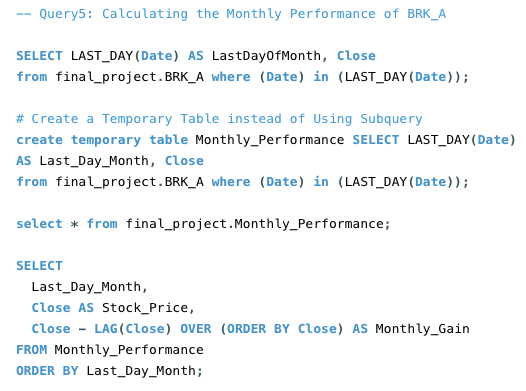 -- Query5: Calculating the Monthly Performance of BRK_A
SELECT LAST_DAY(Date) AS LastDayOfMonth, Close
from final_project.BRK_A where (Date) in (LAST_DAY(Date));
# Create a Temporary Table instead of Using Subquery
create temporary table Monthly_Performance SELECT LAST_DAY(Date)
AS Last_Day_Month, Close
from final_project.BRK_A where (Date) in (LAST_DAY(Date));
select * from final_project.Monthly_Performance;
SELECT
Last_Day_Month,
Close AS Stock_Price,
Close - LAG(Close) OVER (ORDER BY Close) AS Monthly_Gain
FROM Monthly_Performance
ORDER BY Last_Day_Month;